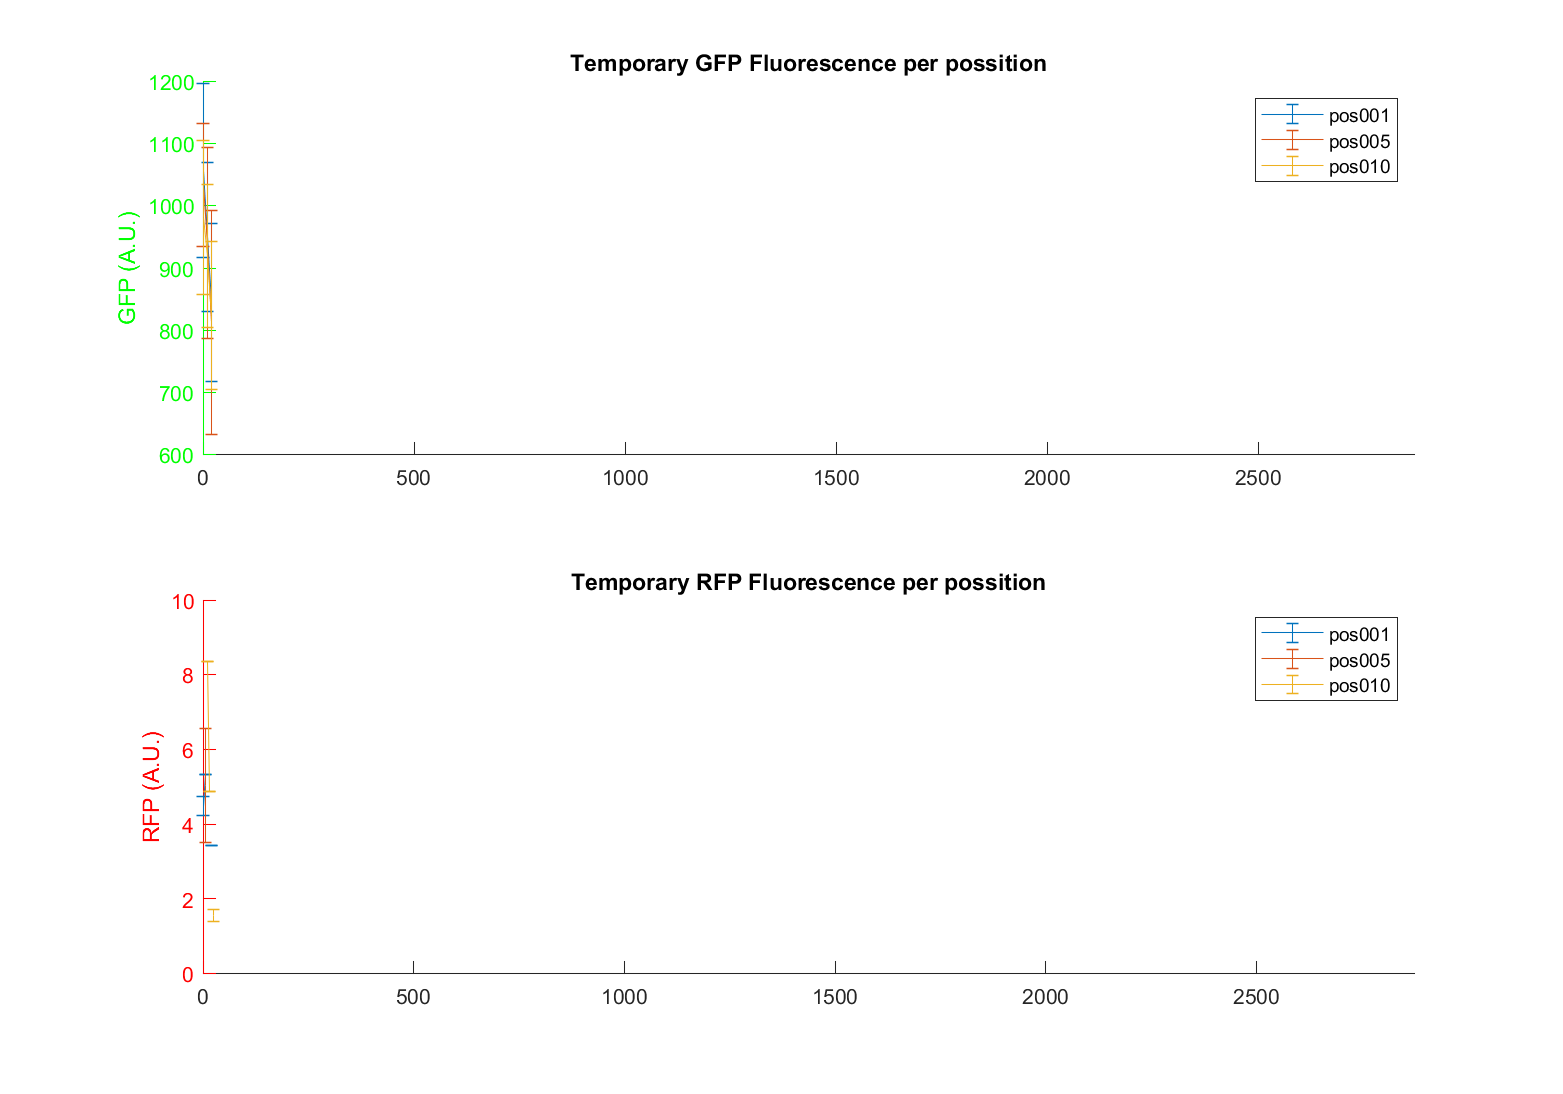 Temporary GFP Fluorescence per possition
1200
1100
1000
900
800
700
600
GFP (A.U.)
pos001
pos005
pos010
0 500 1000 1500 2000 2500
Temporary RFP Fluorescence per possition
10
8
6
4
2
0
RFP (A.U.)
pos001
pos005
pos010
0 500 1000 1500 2000 2500